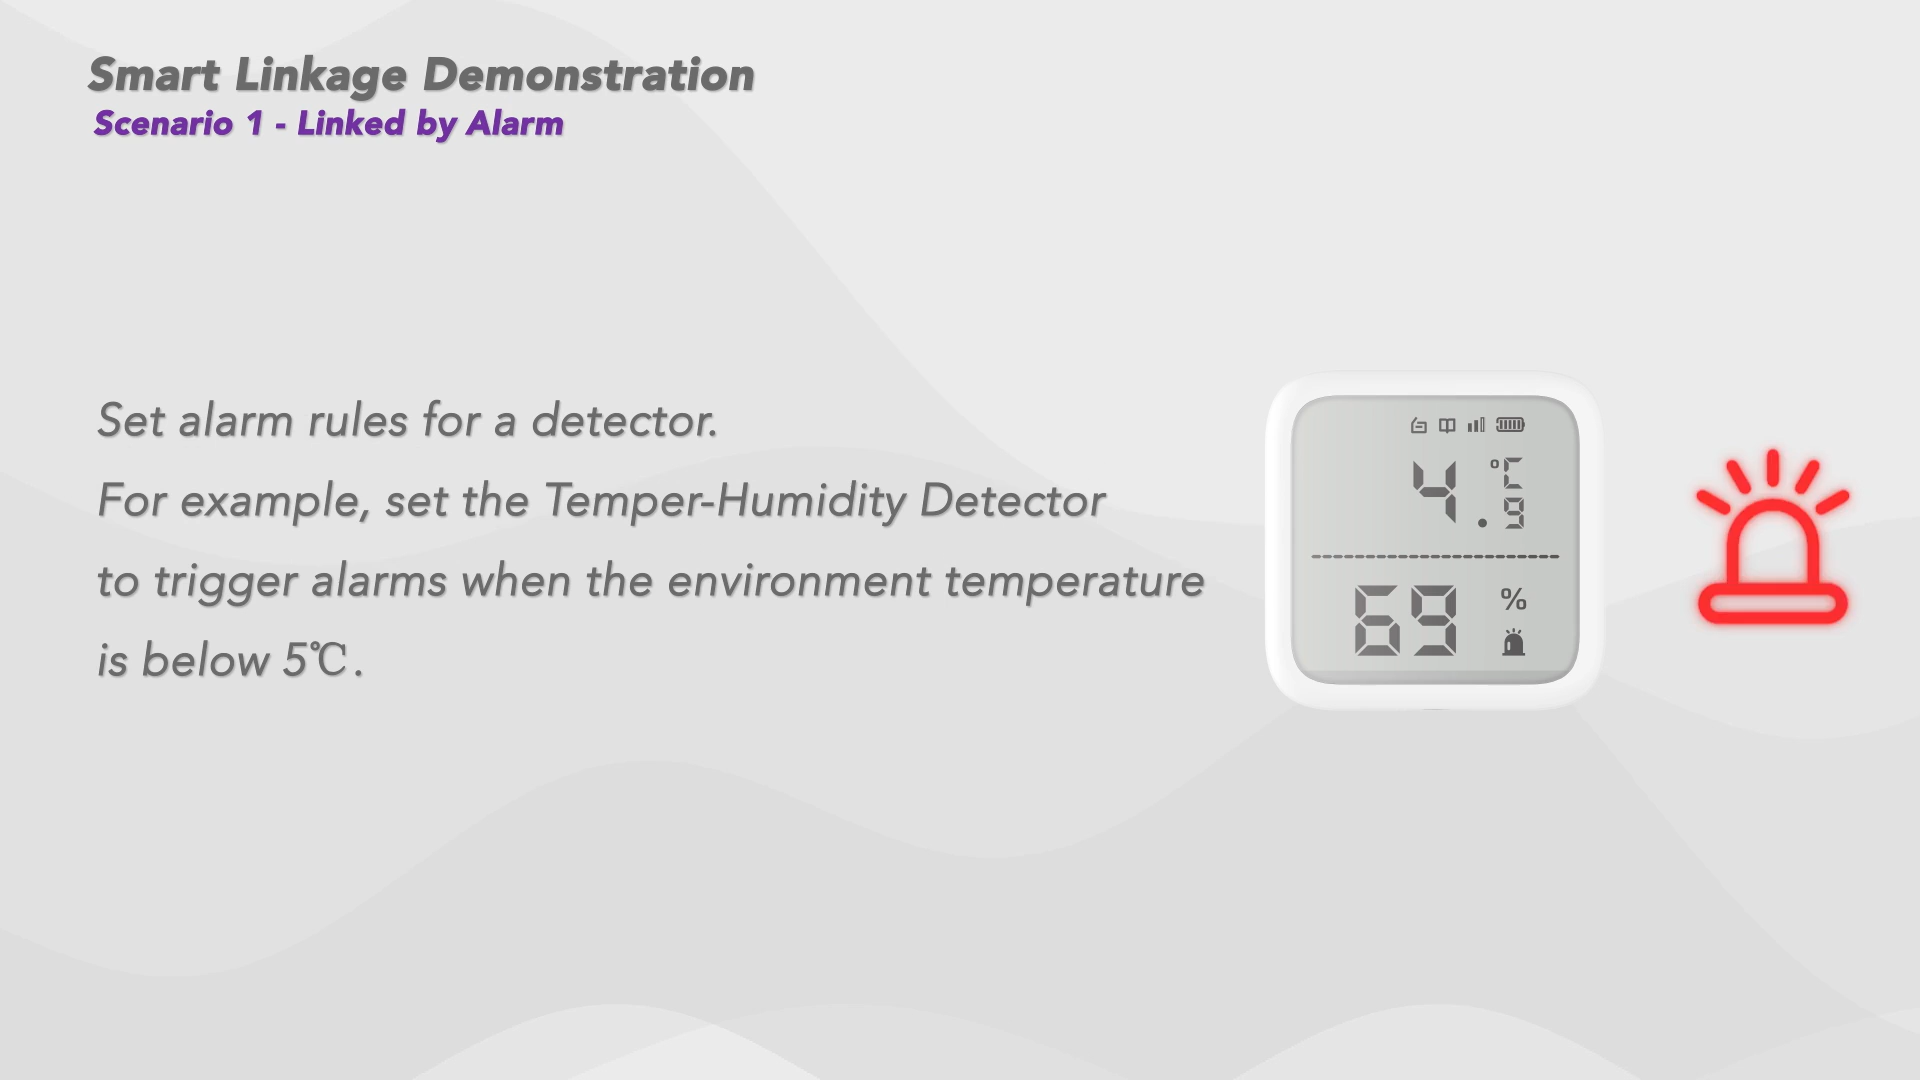 Smart Linkage Demonstration
Scenario 1 - Linked by Alarm
Set alarm rules for a detector.
For example, set the Temper-Humidity Detector
to trigger alarms when the environment temperature
is below 5℃.
4.9 °C
69 %